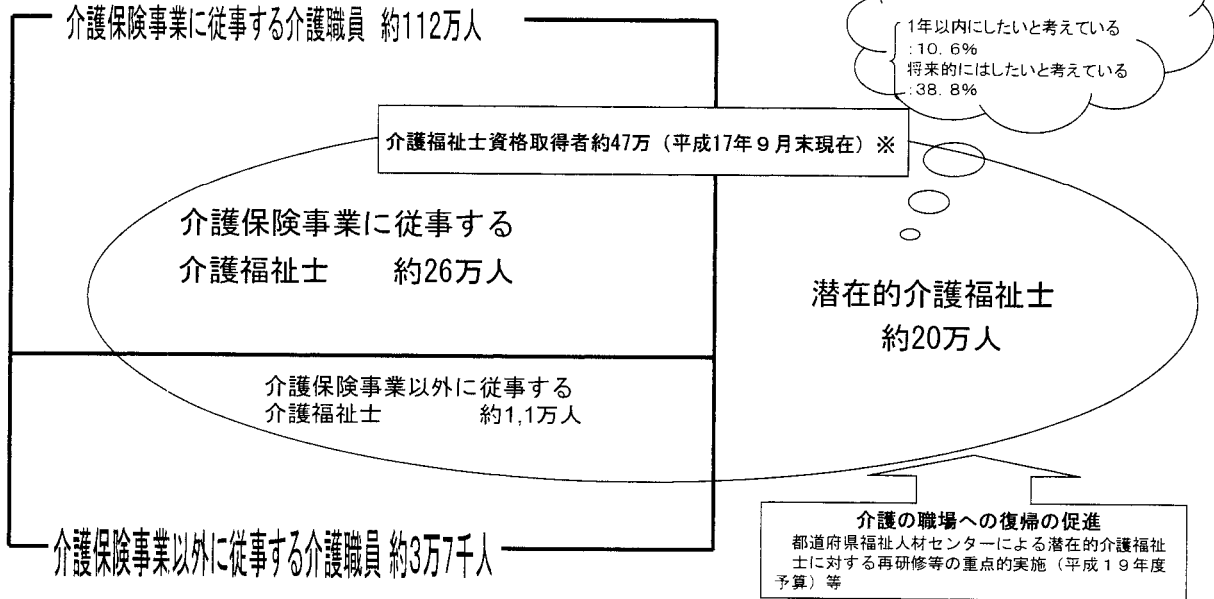 介護保険事業に従事する介護職員 約112万人
1年以内にしたいと考えている
:10. 6%
将来的にはしたいと考えている
:38. 8%
介護福祉士資格取得者約47万（平成17年９月末現在）※
介護保険事業に従事する
介護福祉士 約26万人
潜在的介護福祉士
約20万人
介護保険事業以外に従事する
介護福祉士 約1,1万人
介護保険事業以外に従事する介護職員 約3万7千人
介護の職場への復帰の促進
都道府県福祉人材センターによる潜在的介護福祉
士に対する再研修等の重点的実施（平成１９年度
予算）等